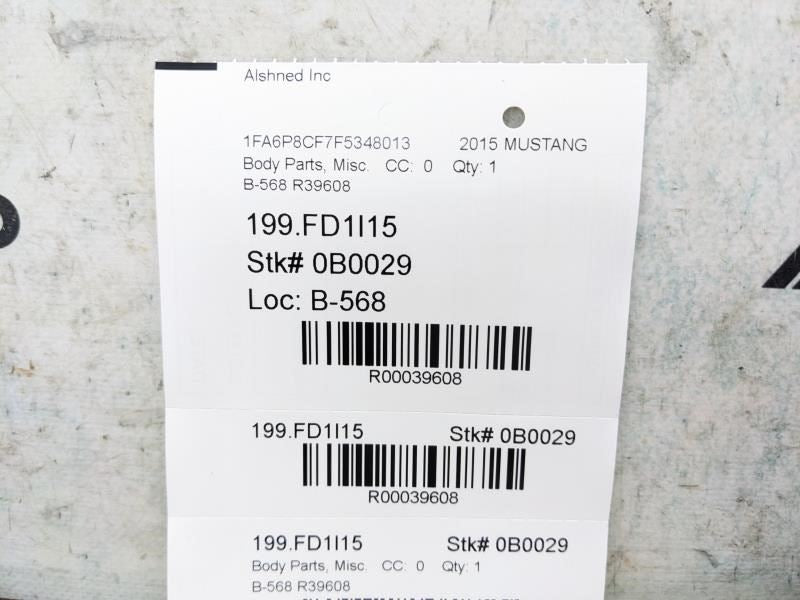 Alshned Inc
1FA6P8CF7F5348013 2015 MUSTANG
Body Parts, Misc. CC: 0 Qty: 1
B-568 R39608
199.FD1I15
Stk# 0B0029
Loc: B-568
R00039608
199.FD1I15 Stk# 0B0029
R00039608
199.FD1I15 Stk# 0B0029
Body Parts, Misc. CC: 0 Qty: 1
B-568 R39608